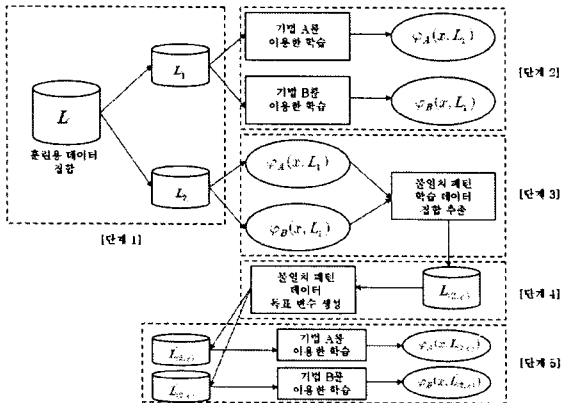 L
훈련용 데이터
집합
L₁
L₂
[단계 1]
기법 A를
이용한 학습
φ_A(x, L₁)
기법 B를
이용한 학습
φ_B(x, L₁)
[단계 2]
φ_A(x, L₁)
φ_B(x, L₁)
불일치 패턴
학습 데이터
집합 추출
[단계 3]
불일치 패턴
데이터
목표 변수 생성
[단계 4]
기법 A를
이용한 학습
기법 B를
이용한 학습
[단계 5]